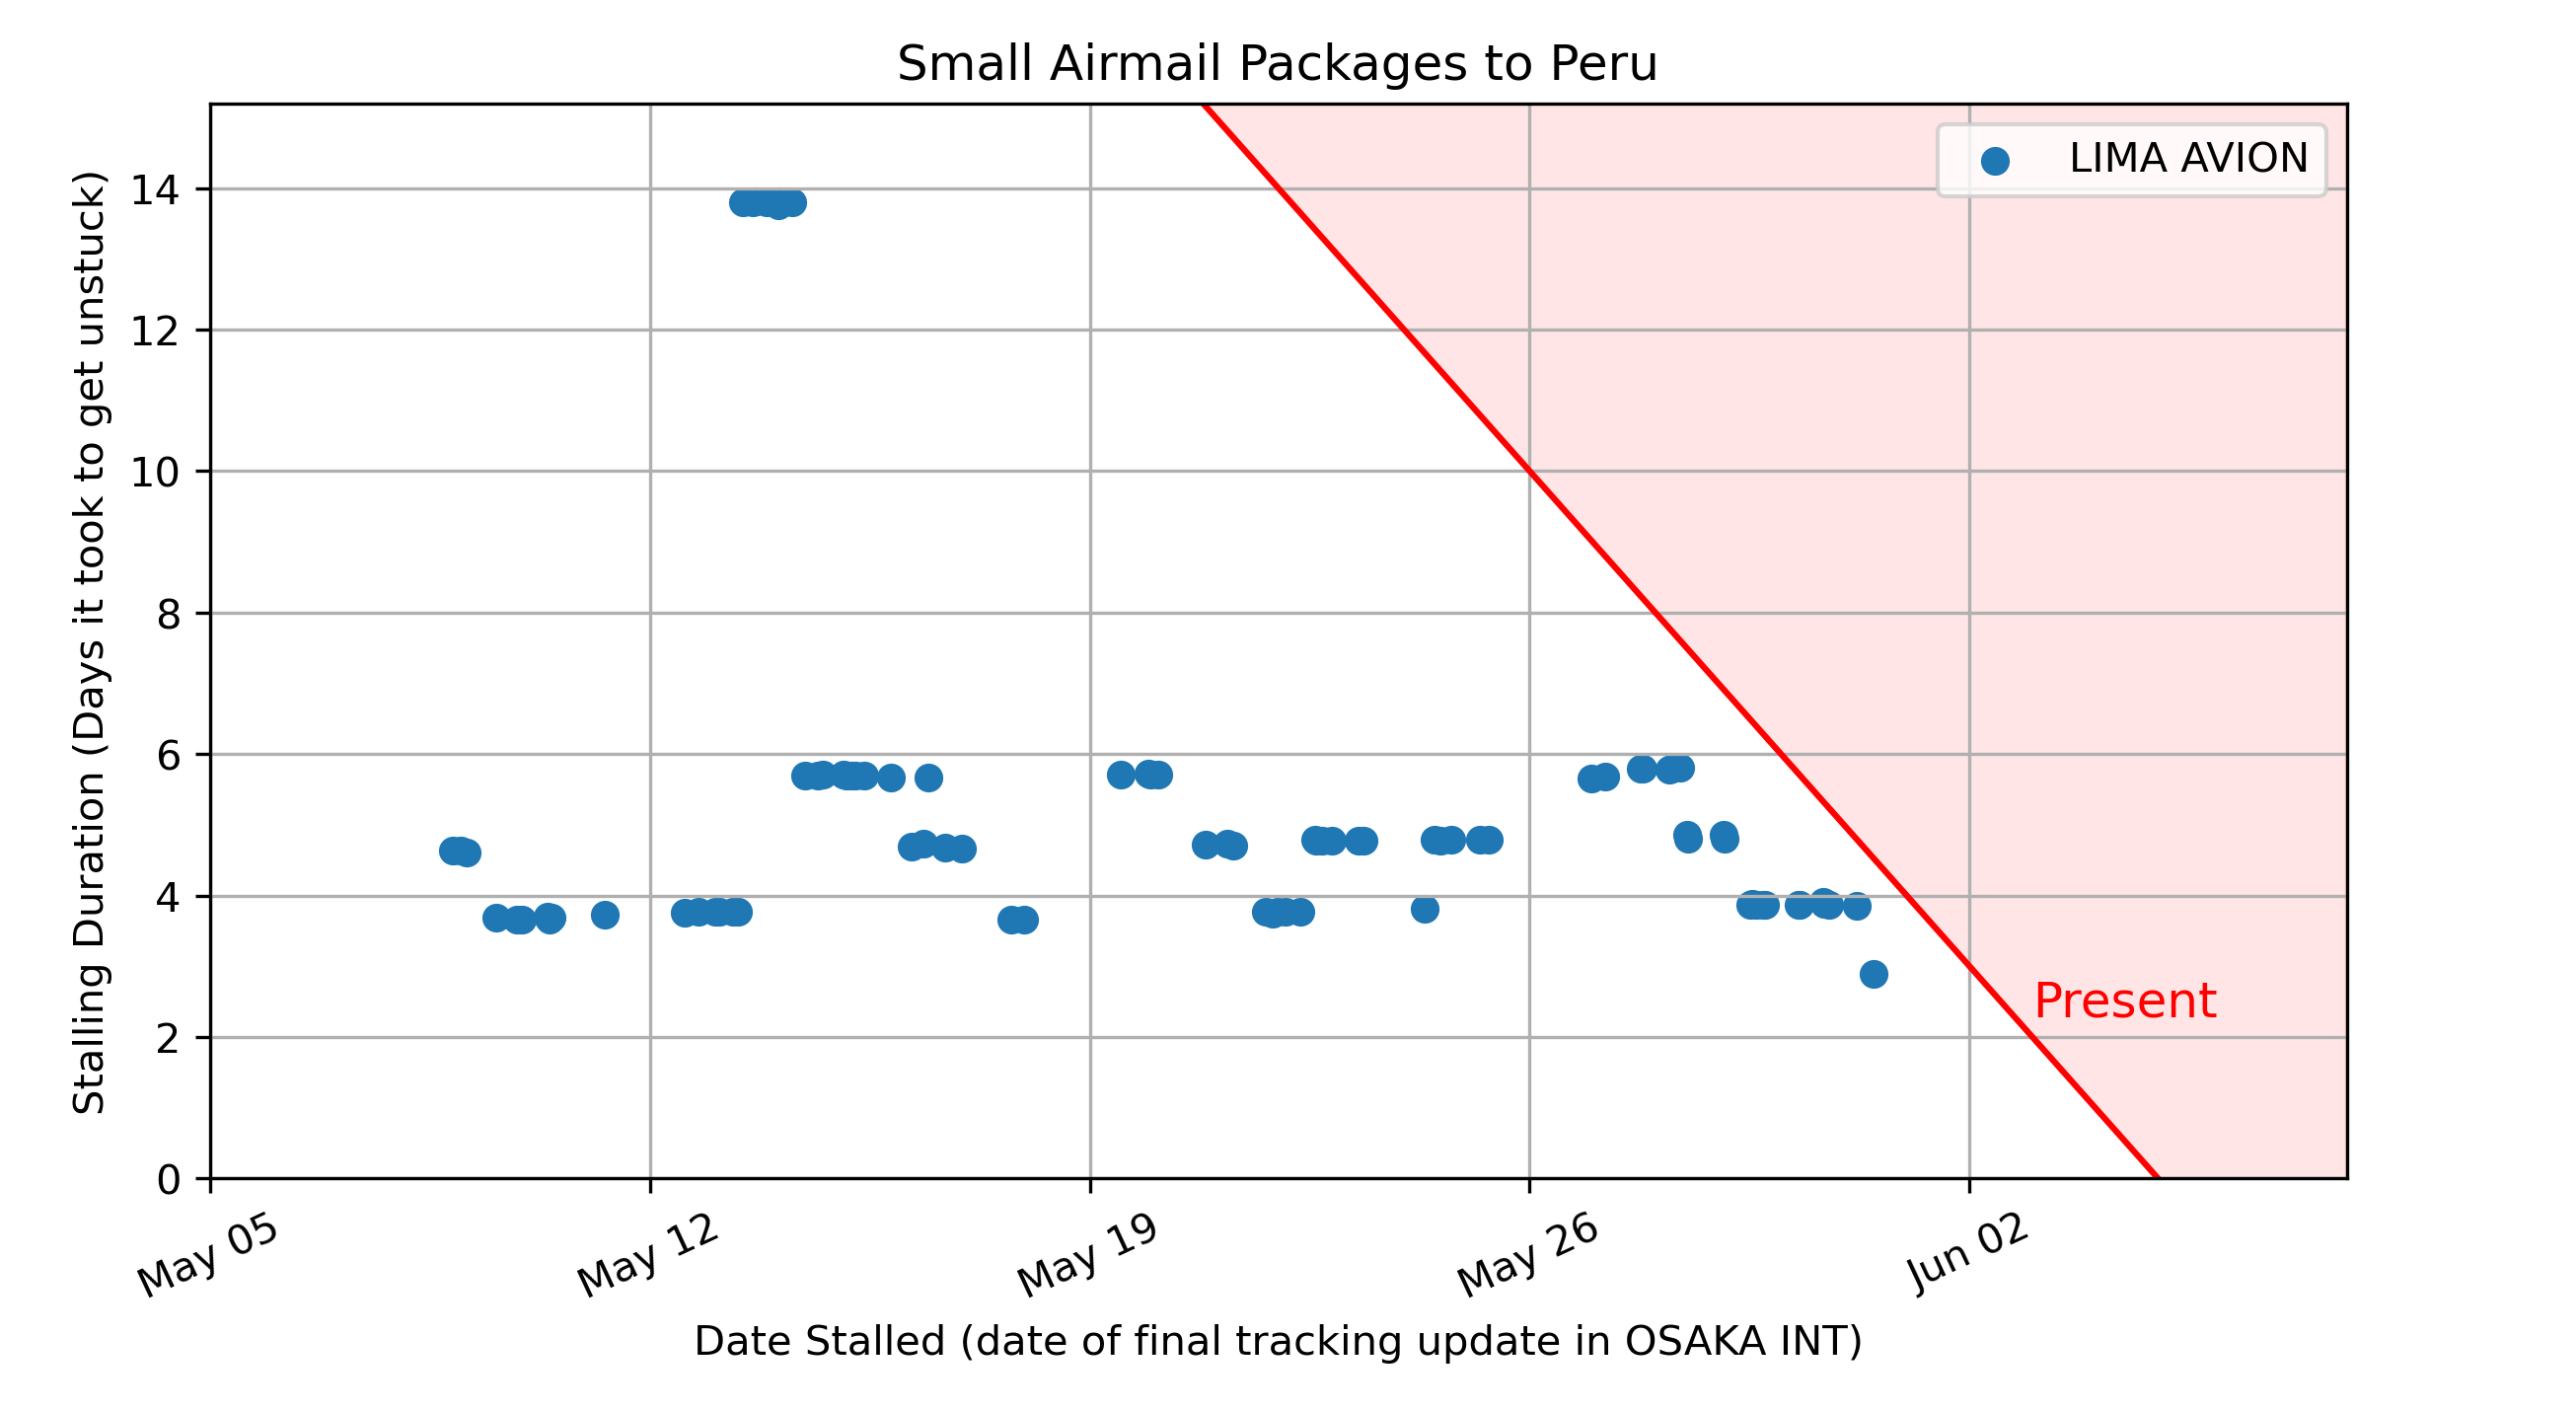 Small Airmail Packages to Peru
LIMA AVION
Stalling Duration (Days it took to get unstuck)
14
12
10
8
6
4
2
0
Present
May 05
May 12
May 19
May 26
Jun 02
Date Stalled (date of final tracking update in OSAKA INT)